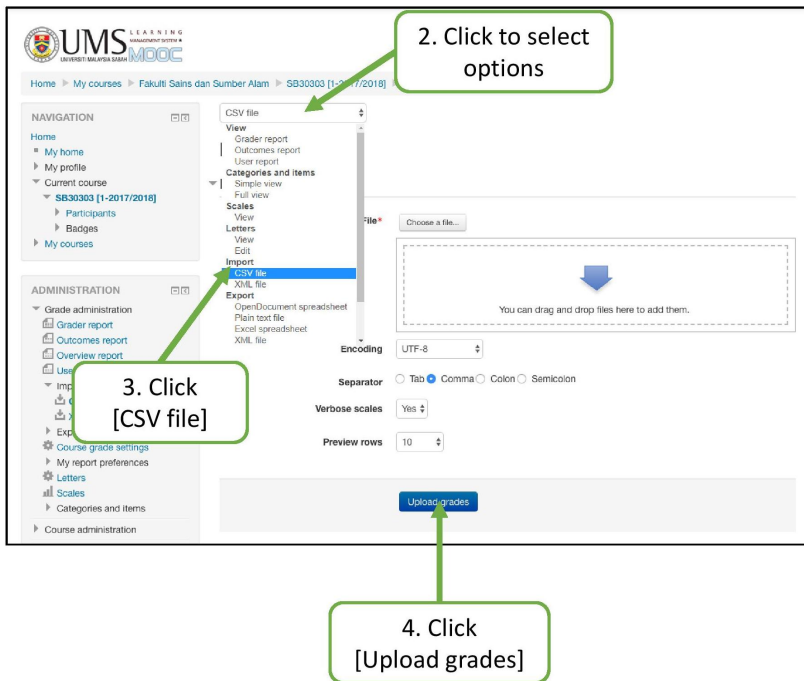 UMS LEARNING
MANAGEMENT SYSTEM
UNIVERSITI MALAYSIA SABAH MOOC
2. Click to select
options
Home My courses Fakulti Sains dan Sumber Alam SB30303 [1-2017/2018]
NAVIGATION
Home
My home
My profile
Current course
SB30303 [1-2017/2018]
Participants
Badges
My courses
ADMINISTRATION
Grade administration
Grader report
Outcomes report
Overview report
Use
Imp
Exp
Course grade settings
My report preferences
Letters
Scales
Categories and items
Course administration
CSV file
View
Grader report
Outcomes report
User report
Categories and items
Simple view
Full view
Scales
View
Letters
View
Edit
Import
CSV file
XML file
Export
OpenDocument spreadsheet
Plain text file
Excel spreadsheet
XML file
File* Choose a file...
You can drag and drop files here to add them.
Encoding UTF-8
Separator Tab Comma Colon Semicolon
Verbose scales Yes
Preview rows 10
Upload grades
3. Click
[CSV file]
4. Click
[Upload grades]